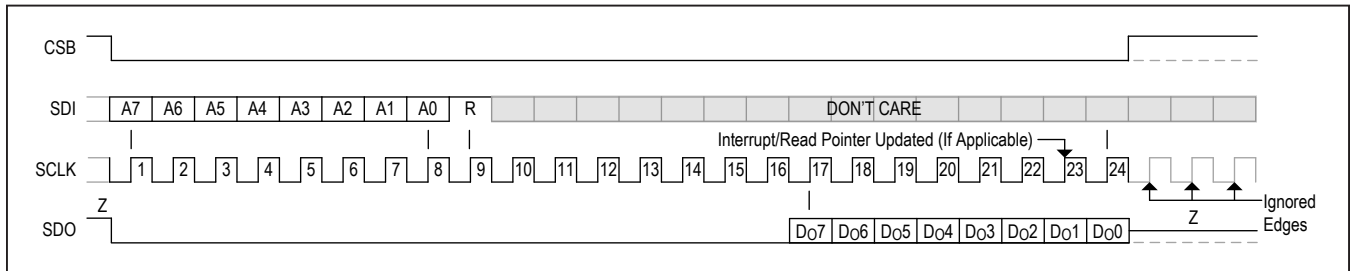 CSB
SDI A7 A6 A5 A4 A3 A2 A1 A0 R DON'T CARE
Interrupt/Read Pointer Updated (If Applicable)
SCLK 1 2 3 4 5 6 7 8 9 10 11 12 13 14 15 16 17 18 19 20 21 22 23 24
Ignored Edges
Z Z
SDO DO7 DO6 DO5 DO4 DO3 DO2 DO1 DO0